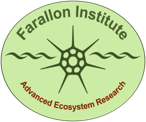 Farallon Institute
Advanced Ecosystem Research